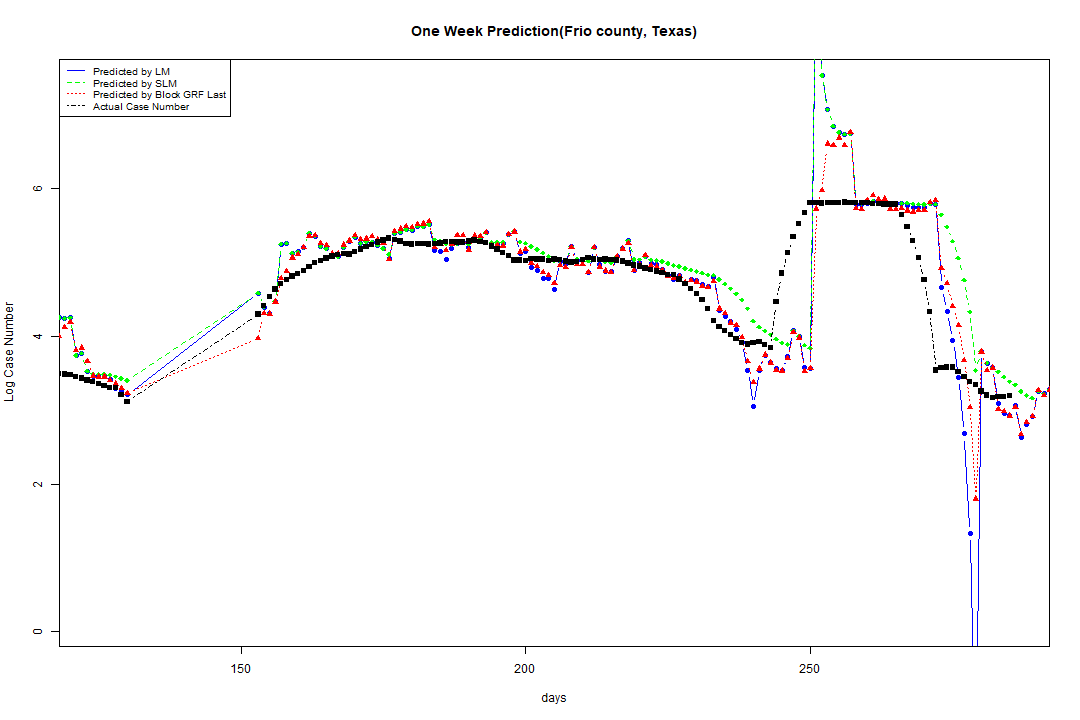 One Week Prediction(Frio county, Texas)
Predicted by LM
Predicted by SLM
Predicted by Block GRF Last
Actual Case Number
Log Case Number
6
4
2
0
150
200
250
days